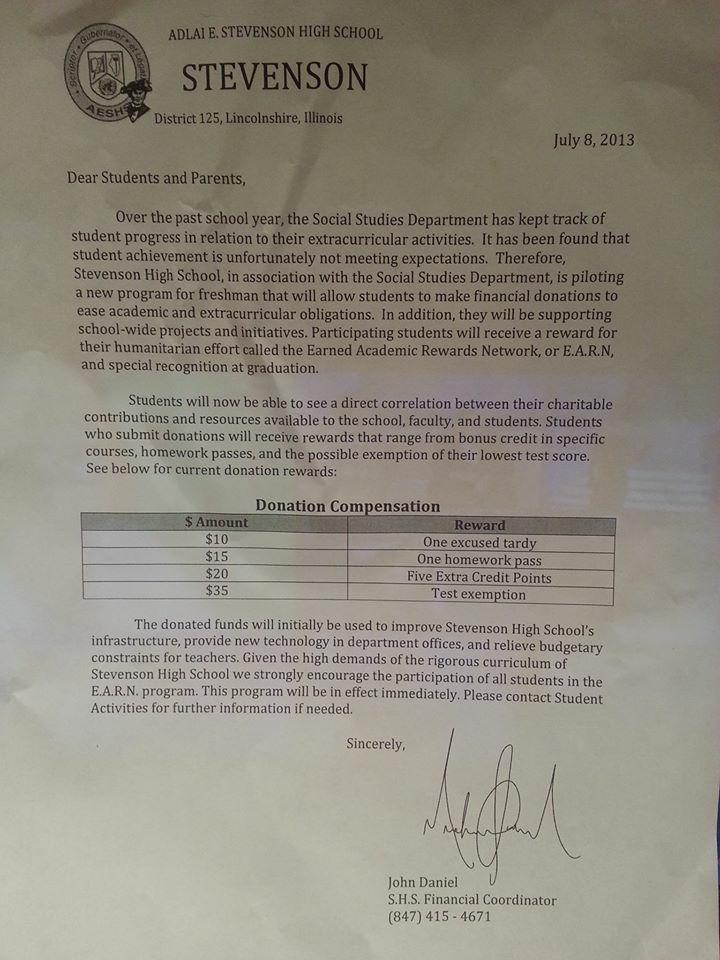 Scriptor • Gubernator • et Legatus
AESHS
ADLAI E. STEVENSON HIGH SCHOOL
STEVENSON
District 125, Lincolnshire, Illinois
July 8, 2013
Dear Students and Parents,
Over the past school year, the Social Studies Department has kept track of
student progress in relation to their extracurricular activities. It has been found that
student achievement is unfortunately not meeting expectations. Therefore,
Stevenson High School, in association with the Social Studies Department, is piloting
a new program for freshman that will allow students to make financial donations to
ease academic and extracurricular obligations. In addition, they will be supporting
school-wide projects and initiatives. Participating students will receive a reward for
their humanitarian effort called the Earned Academic Rewards Network, or E.A.R.N,
and special recognition at graduation.
Students will now be able to see a direct correlation between their charitable
contributions and resources available to the school, faculty, and students. Students
who submit donations will receive rewards that range from bonus credit in specific
courses, homework passes, and the possible exemption of their lowest test score.
See below for current donation rewards:
Donation Compensation
$ Amount Reward
$10 One excused tardy
$15 One homework pass
$20 Five Extra Credit Points
$35 Test exemption
The donated funds will initially be used to improve Stevenson High School's
infrastructure, provide new technology in department offices, and relieve budgetary
constraints for teachers. Given the high demands of the rigorous curriculum of
Stevenson High School we strongly encourage the participation of all students in the
E.A.R.N. program. This program will be in effect immediately. Please contact Student
Activities for further information if needed.
Sincerely,
John Daniel
S.H.S. Financial Coordinator
(847) 415 - 4671